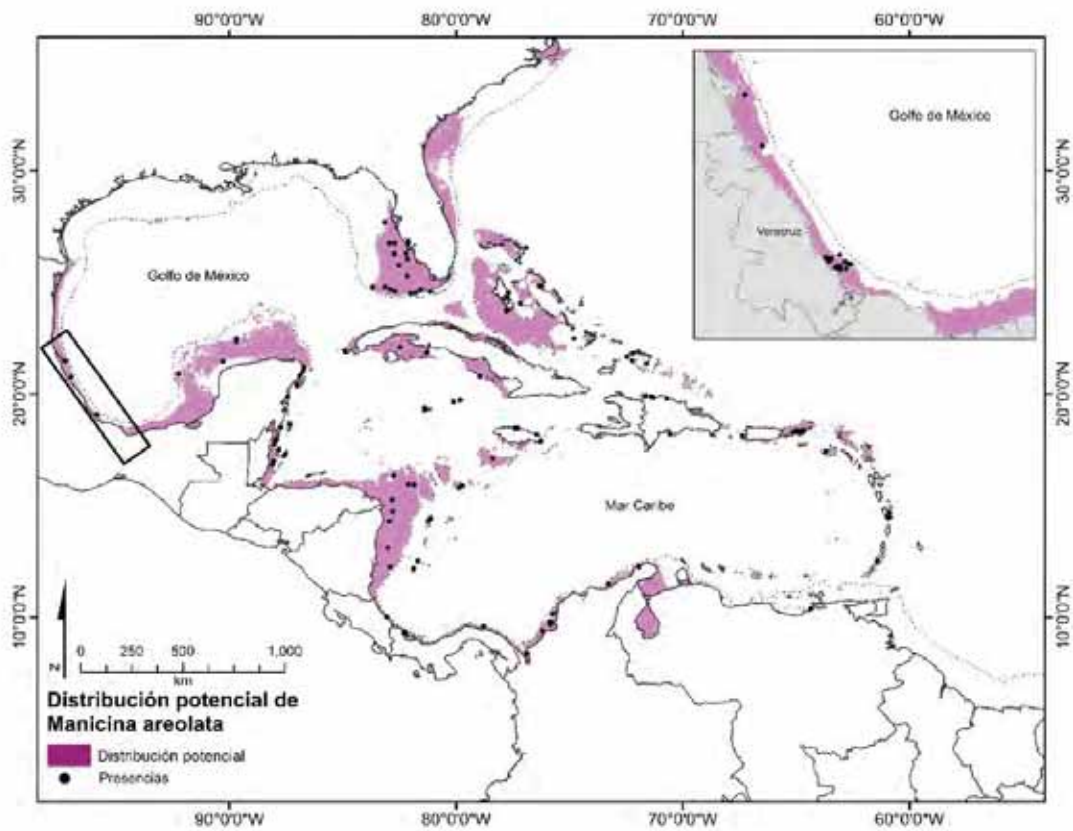 90°0'0"W 80°0'0"W 70°0'0"W 60°0'0"W
Golfo de México
Veracruz
30°0'0"N 30°0'0"N
Golfo de México
20°0'0"N 20°0'0"N
Mar Caribe
10°0'0"N 10°0'0"N
N
0 250 500 1,000
km
Distribución potencial de
Manicina areolata
Distribución potencial
Presencias
90°0'0"W 80°0'0"W 70°0'0"W 60°0'0"W